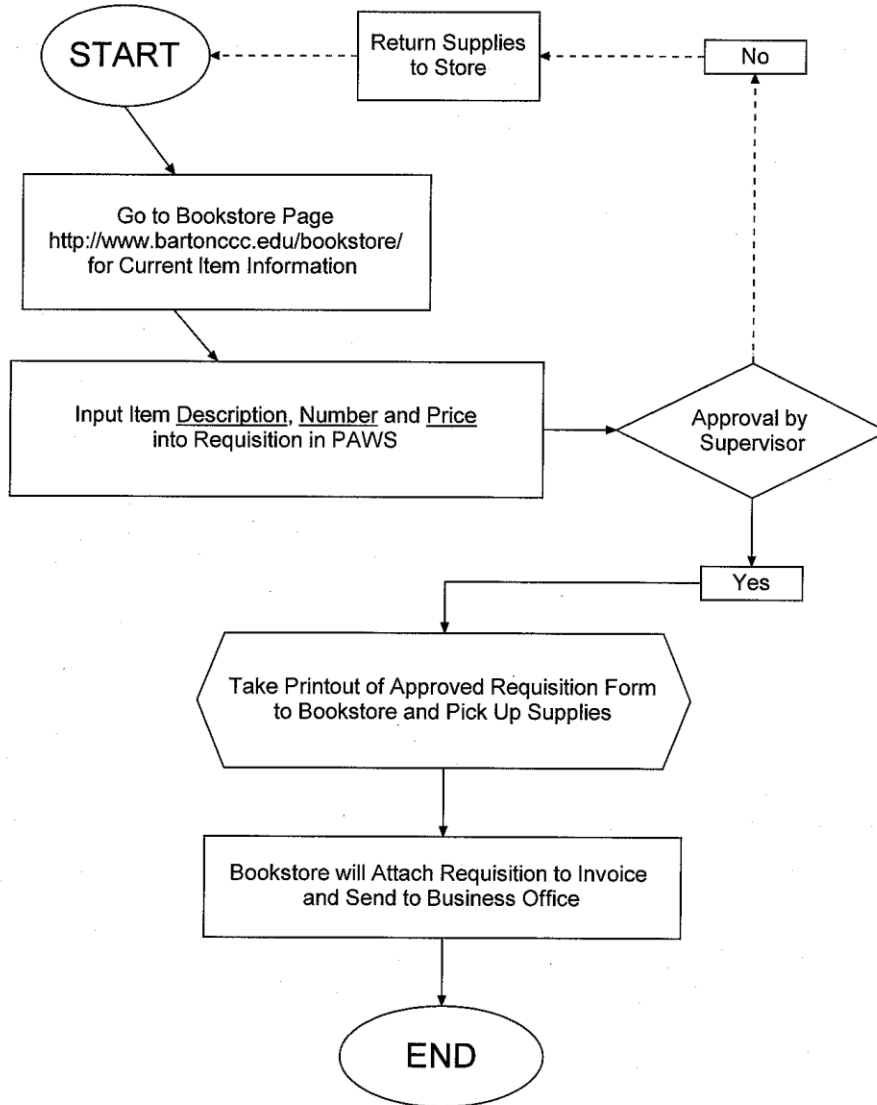 START
Return Supplies
to Store
No
Go to Bookstore Page
http://www.bartonccc.edu/bookstore/
for Current Item Information
Input Item Description, Number and Price
into Requisition in PAWS
Approval by
Supervisor
Yes
Take Printout of Approved Requisition Form
to Bookstore and Pick Up Supplies
Bookstore will Attach Requisition to Invoice
and Send to Business Office
END